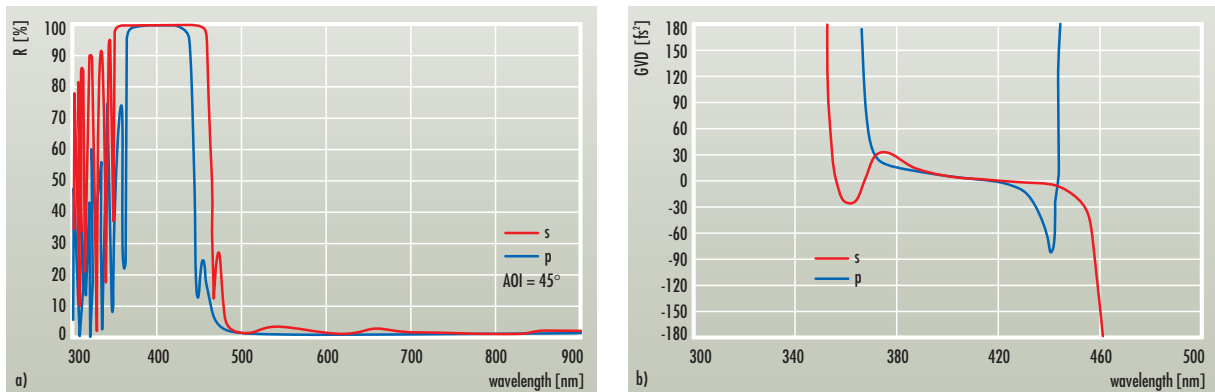 R [%]
100
90
80
70
60
50
40
30
20
10
0
s
p
AOI = 45°
300 400 500 600 700 800 900
a) wavelength [nm]
GVD [fs²]
180
150
120
90
60
30
0
-30
-60
-90
-120
-150
-180
s
p
300 340 380 420 460 500
b) wavelength [nm]